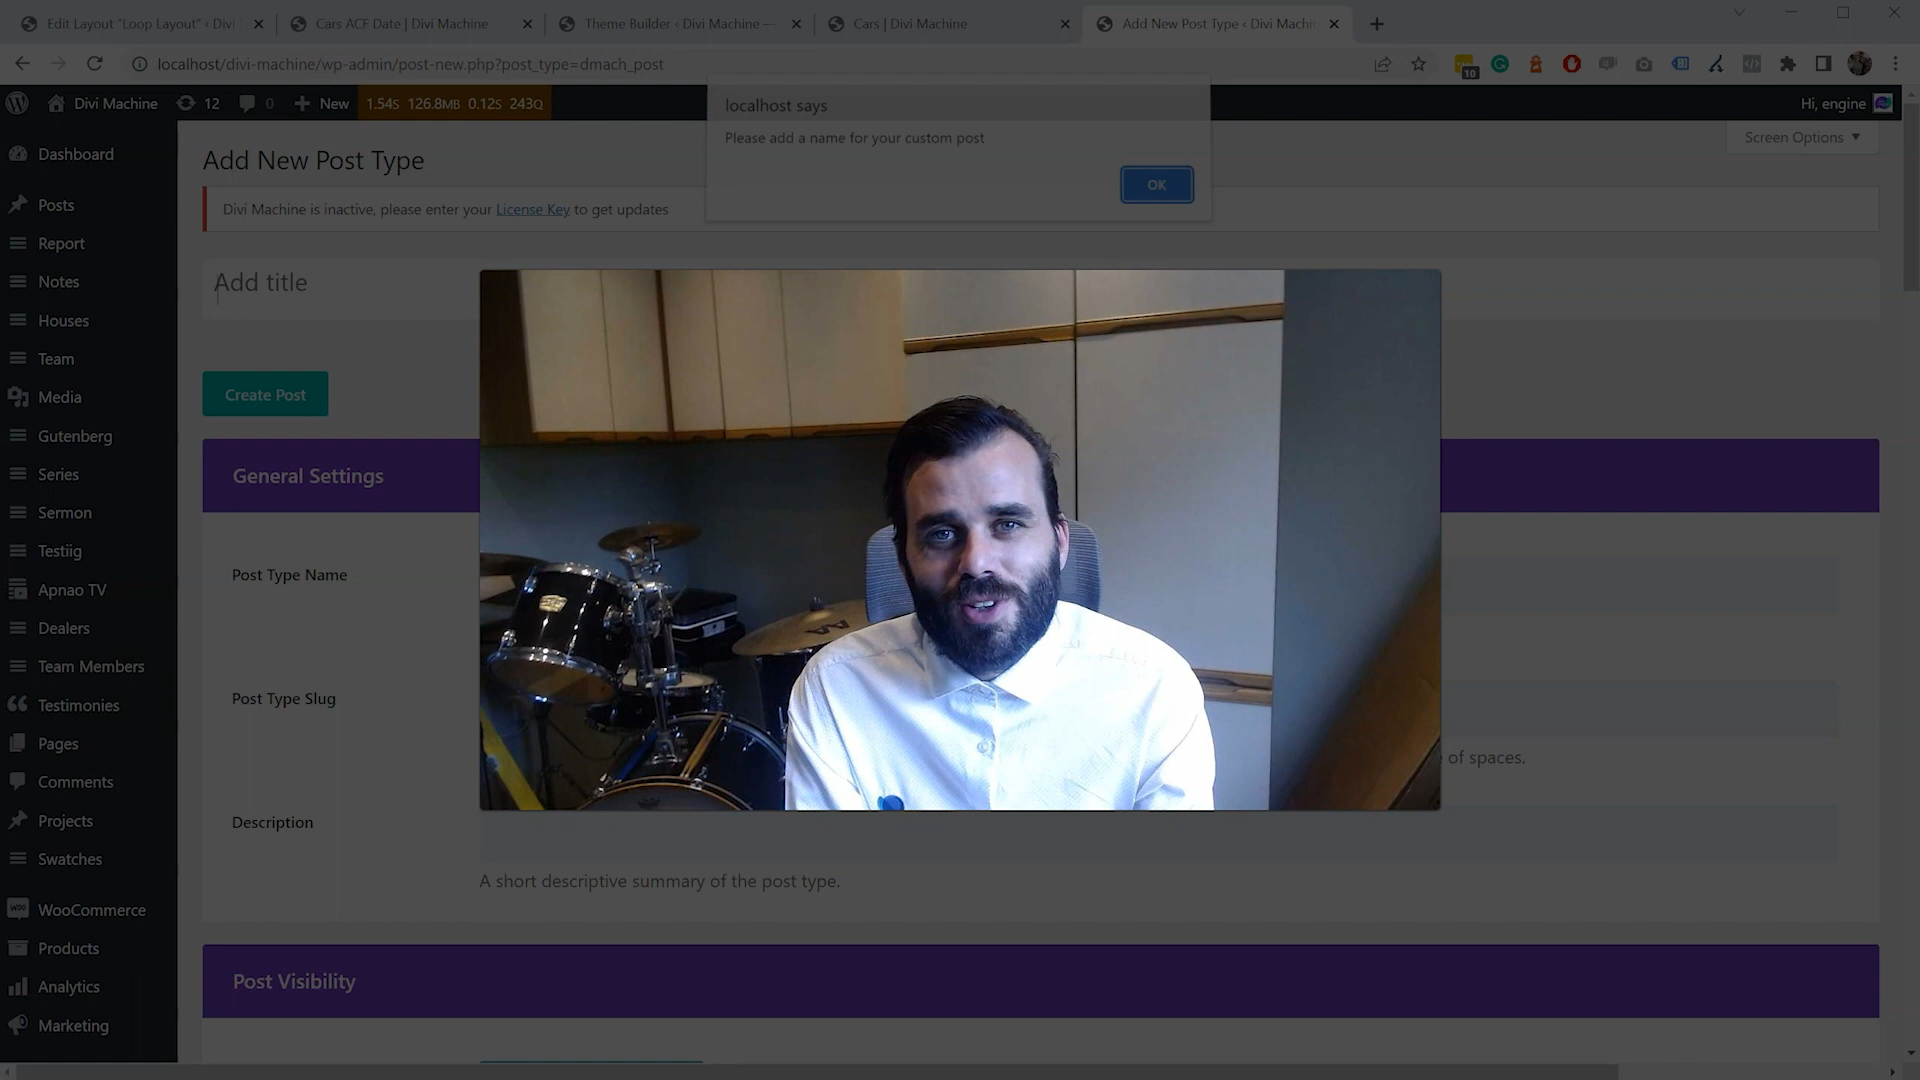 Edit Layout "Loop Layout" ‹ Divi
Cars ACF Date | Divi Machine
Theme Builder ‹ Divi Machine —
Cars | Divi Machine
Add New Post Type ‹ Divi Machin
localhost/divi-machine/wp-admin/post-new.php?post_type=dmach_post
10
Divi Machine
12
0
New
1.54S 126.8MB 0.12S 243Q
Hi, engine
localhost says
Please add a name for your custom post
OK
Screen Options
Add New Post Type
Divi Machine is inactive, please enter your License Key to get updates
Add title
Create Post
General Settings
Post Type Name
Post Type Slug
of spaces.
Description
A short descriptive summary of the post type.
Post Visibility
Dashboard
Posts
Report
Notes
Houses
Team
Media
Gutenberg
Series
Sermon
Testiig
Apnao TV
Dealers
Team Members
Testimonies
Pages
Comments
Projects
Swatches
WooCommerce
Products
Analytics
Marketing
AA